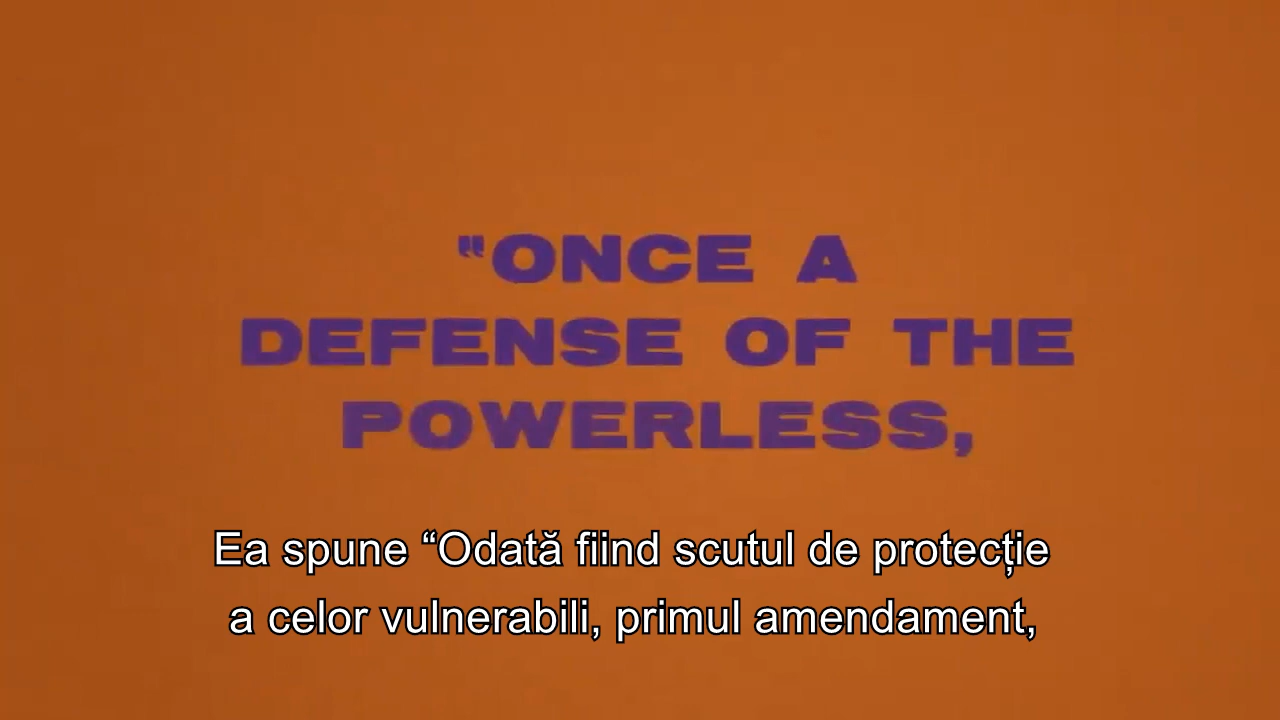 "ONCE A
DEFENSE OF THE
POWERLESS,
Ea spune “Odată fiind scutul de protecție
a celor vulnerabili, primul amendament,